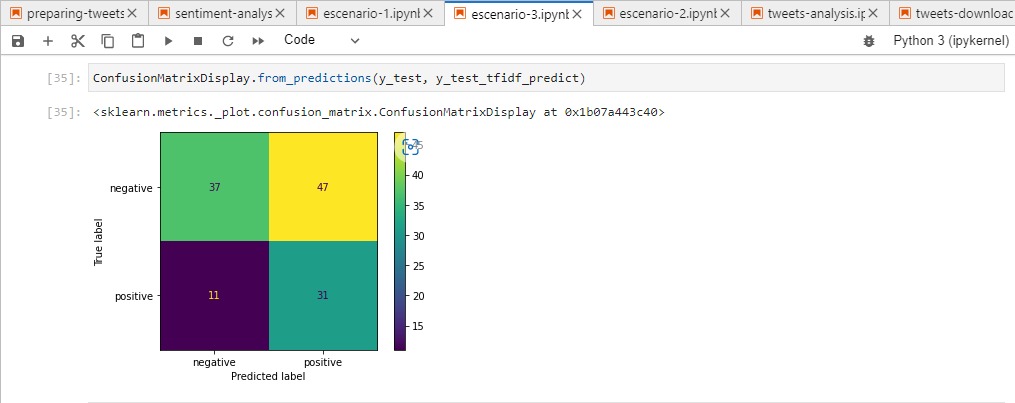 preparing-tweets sentiment-analys escenario-1.ipynb escenario-3.ipynb escenario-2.ipynb tweets-analysis.ip tweets-download
Code Python 3 (ipykernel)
[35]: ConfusionMatrixDisplay.from_predictions(y_test, y_test_tfidf_predict)
[35]: <sklearn.metrics._plot.confusion_matrix.ConfusionMatrixDisplay at 0x1b07a443c40>
45
40
negative 37 47
35
30
True label
25
positive 11 31
20
15
negative positive
Predicted label